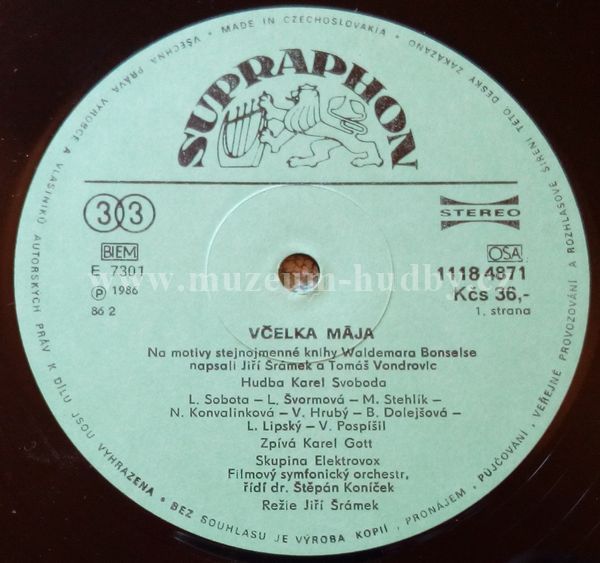 VŠECHNA PRÁVA VÝROBCE A VLASTNÍKŮ AUTORSKÝCH PRÁV K DÍLU JSOU VYHRAZENA • BEZ SOUHLASU JE VÝROBA KOPIÍ, PRONÁJEM, PŮJČOVÁNÍ, VEŘEJNÉ PROVOZOVÁNÍ A ROZHLASOVÉ ŠÍŘENÍ TÉTO DESKY ZAKÁZÁNO • MADE IN CZECHOSLOVAKIA •
SUPRAPHON
33
STEREO
BIEM
OSA
E 7301
1118 4871
www.muzeum-hudby.cz
Ⓟ 1986
Kčs 36,-
86 2
1. strana
VČELKA MÁJA
Na motivy stejnojmenné knihy Waldemara Bonselse
napsali Jiří Šrámek a Tomáš Vondrovic
Hudba Karel Svoboda
L. Sobota – L. Švormová – M. Stehlík –
N. Konvalinková – V. Hrubý – B. Dolejšová –
L. Lipský – V. Pospíšil
Zpívá Karel Gott
Skupina Elektrovox
Filmový symfonický orchestr,
řídí dr. Štěpán Koníček
Režie Jiří Šrámek